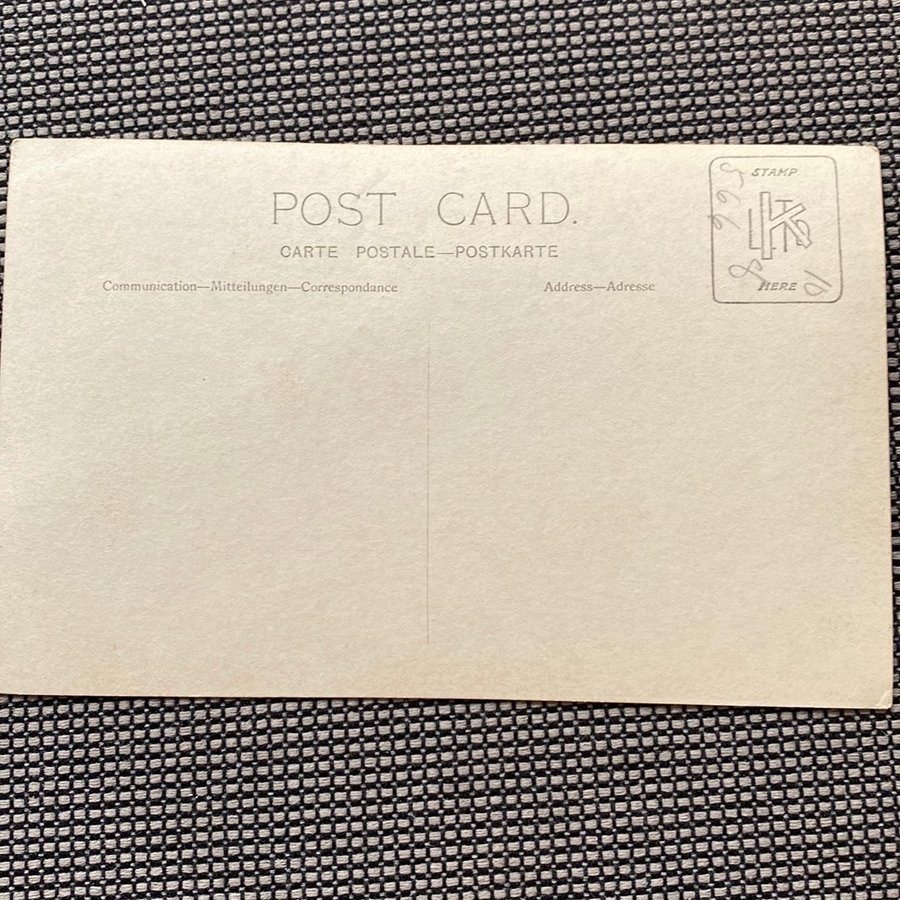 POST CARD.
CARTE POSTALE—POSTKARTE
Communication—Mitteilungen—Correspondance
Address—Adresse
STAMP
HERE